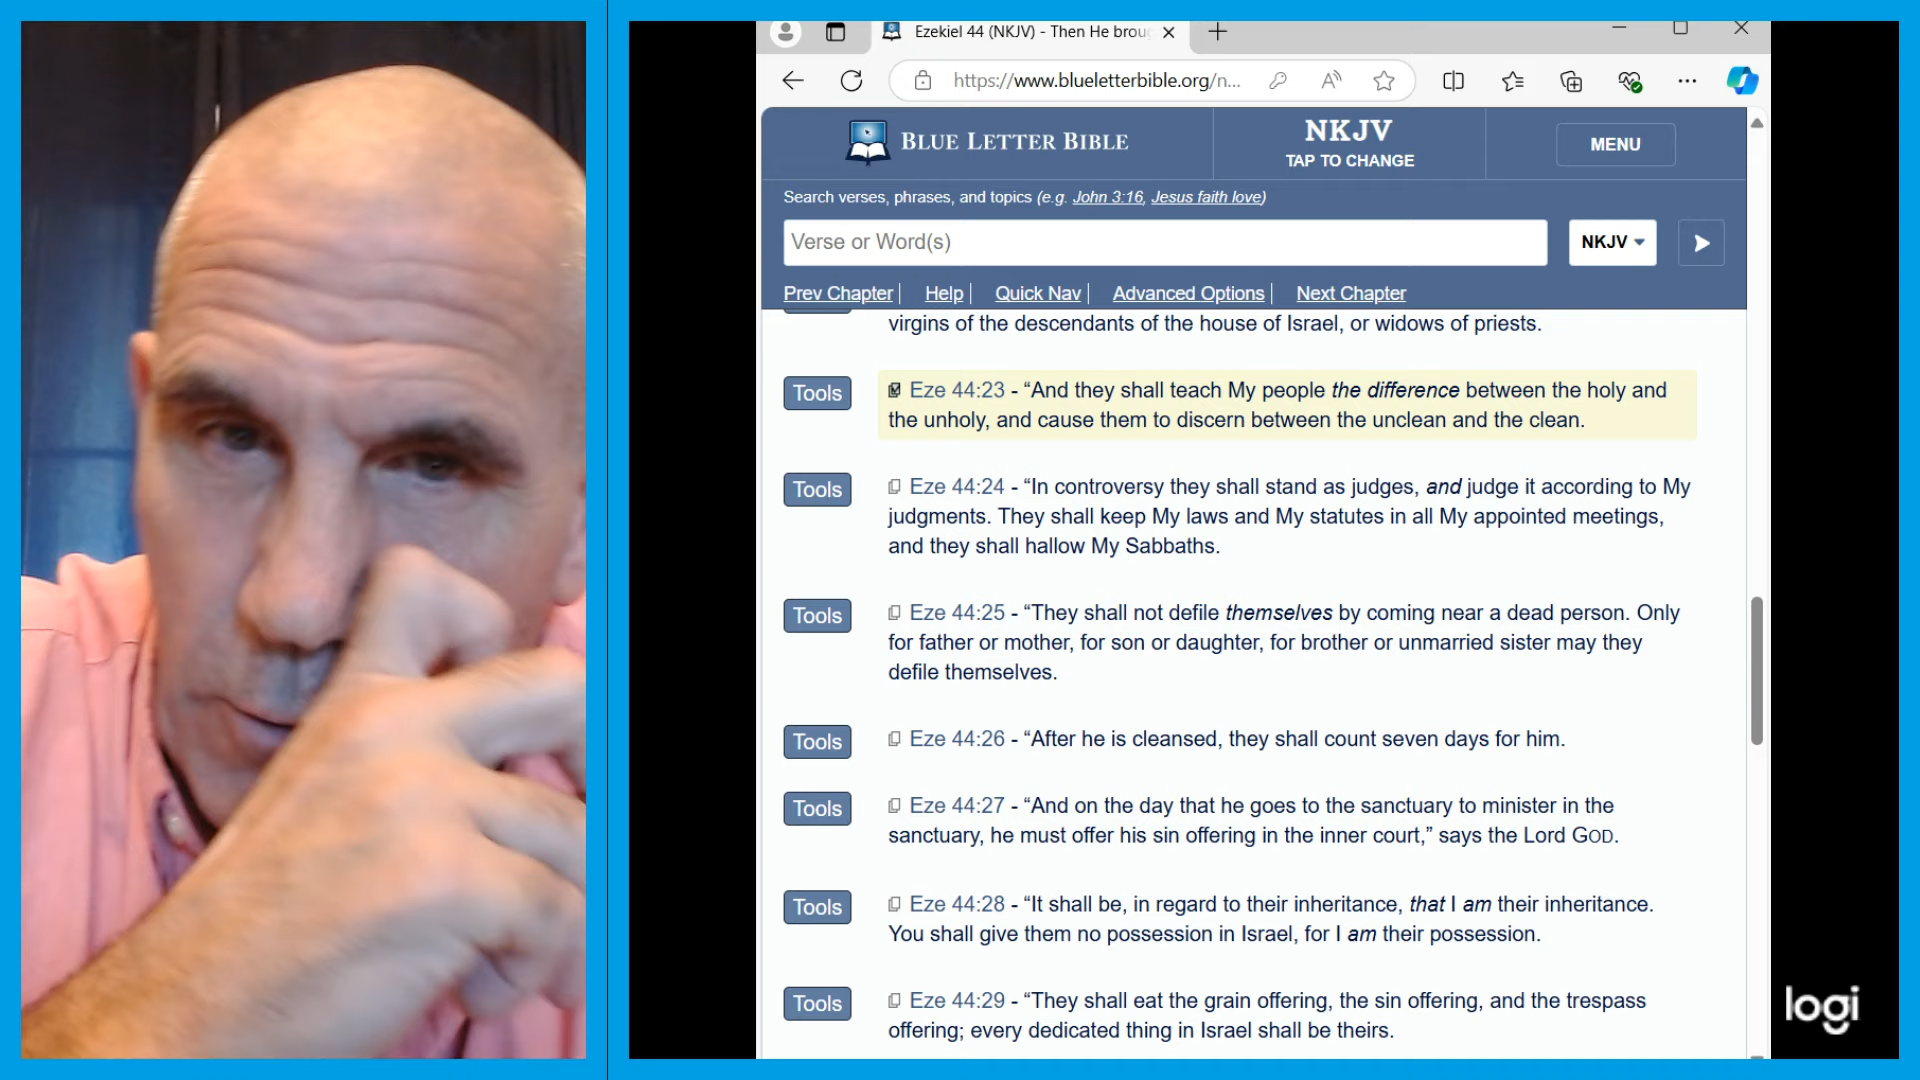 Ezekiel 44 (NKJV) - Then He brou
https://www.blueletterbible.org/n...
BLUE LETTER BIBLE
NKJV
TAP TO CHANGE
MENU
Search verses, phrases, and topics (e.g. John 3:16, Jesus faith love)
Verse or Word(s)
NKJV
Prev Chapter | Help | Quick Nav | Advanced Options | Next Chapter
virgins of the descendants of the house of Israel, or widows of priests.
Tools
Eze 44:23 - “And they shall teach My people the difference between the holy and
the unholy, and cause them to discern between the unclean and the clean.
Tools
Eze 44:24 - “In controversy they shall stand as judges, and judge it according to My
judgments. They shall keep My laws and My statutes in all My appointed meetings,
and they shall hallow My Sabbaths.
Tools
Eze 44:25 - “They shall not defile themselves by coming near a dead person. Only
for father or mother, for son or daughter, for brother or unmarried sister may they
defile themselves.
Tools
Eze 44:26 - “After he is cleansed, they shall count seven days for him.
Tools
Eze 44:27 - “And on the day that he goes to the sanctuary to minister in the
sanctuary, he must offer his sin offering in the inner court,” says the Lord GOD.
Tools
Eze 44:28 - “It shall be, in regard to their inheritance, that I am their inheritance.
You shall give them no possession in Israel, for I am their possession.
Tools
Eze 44:29 - “They shall eat the grain offering, the sin offering, and the trespass
offering; every dedicated thing in Israel shall be theirs.
logi